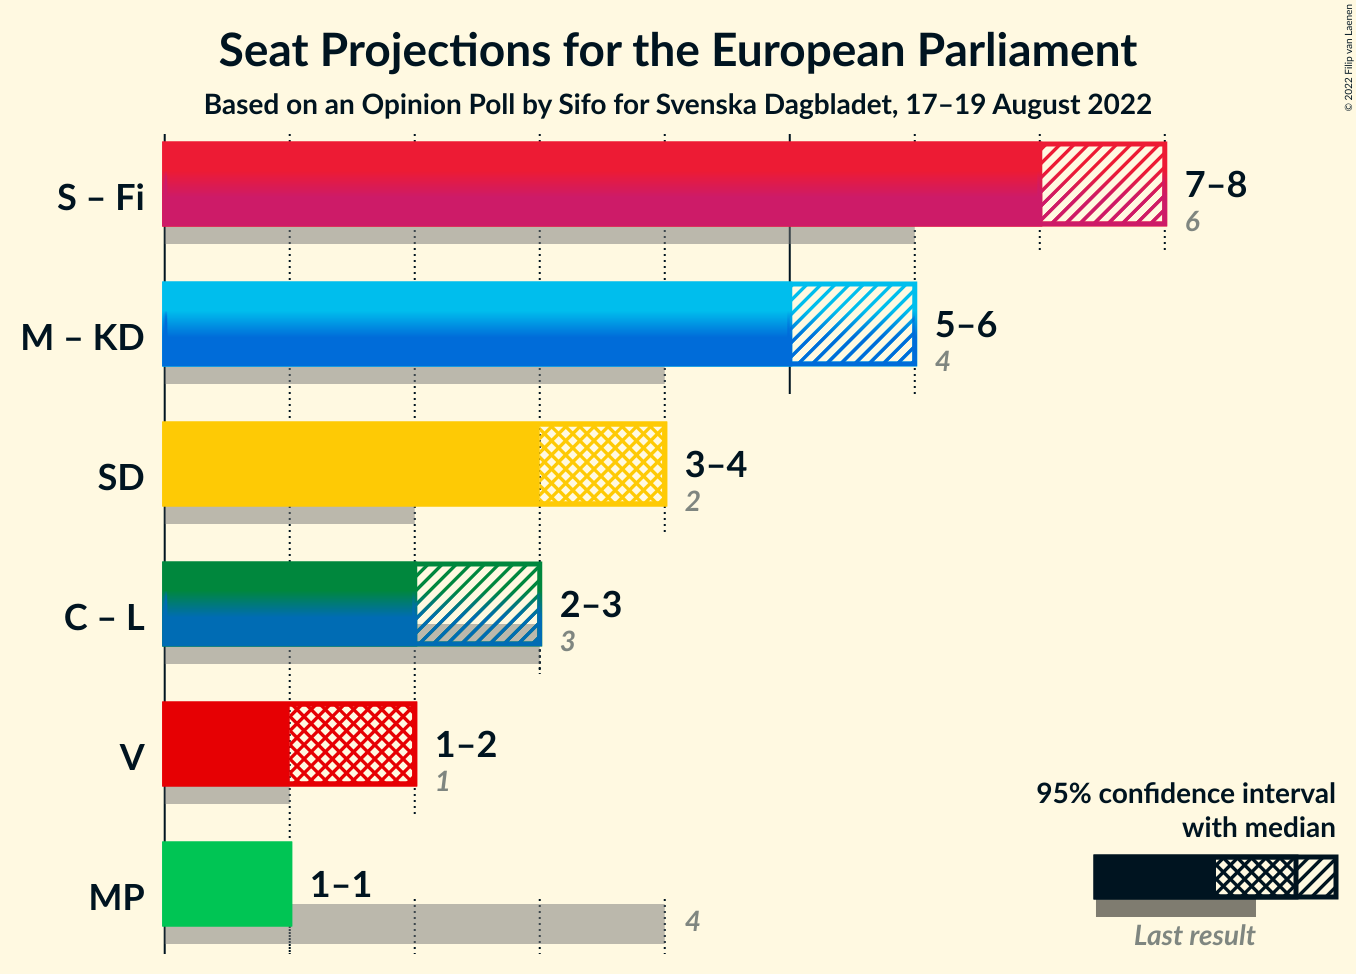 Seat Projections for the European Parliament
Based on an Opinion Poll by Sifo for Svenska Dagbladet, 17–19 August 2022
© 2022 Filip van Laenen
S – Fi
7–8
6
M – KD
5–6
4
SD
3–4
2
C – L
2–3
3
V
1–2
1
MP
1–1
4
95% confidence interval
with median
Last result